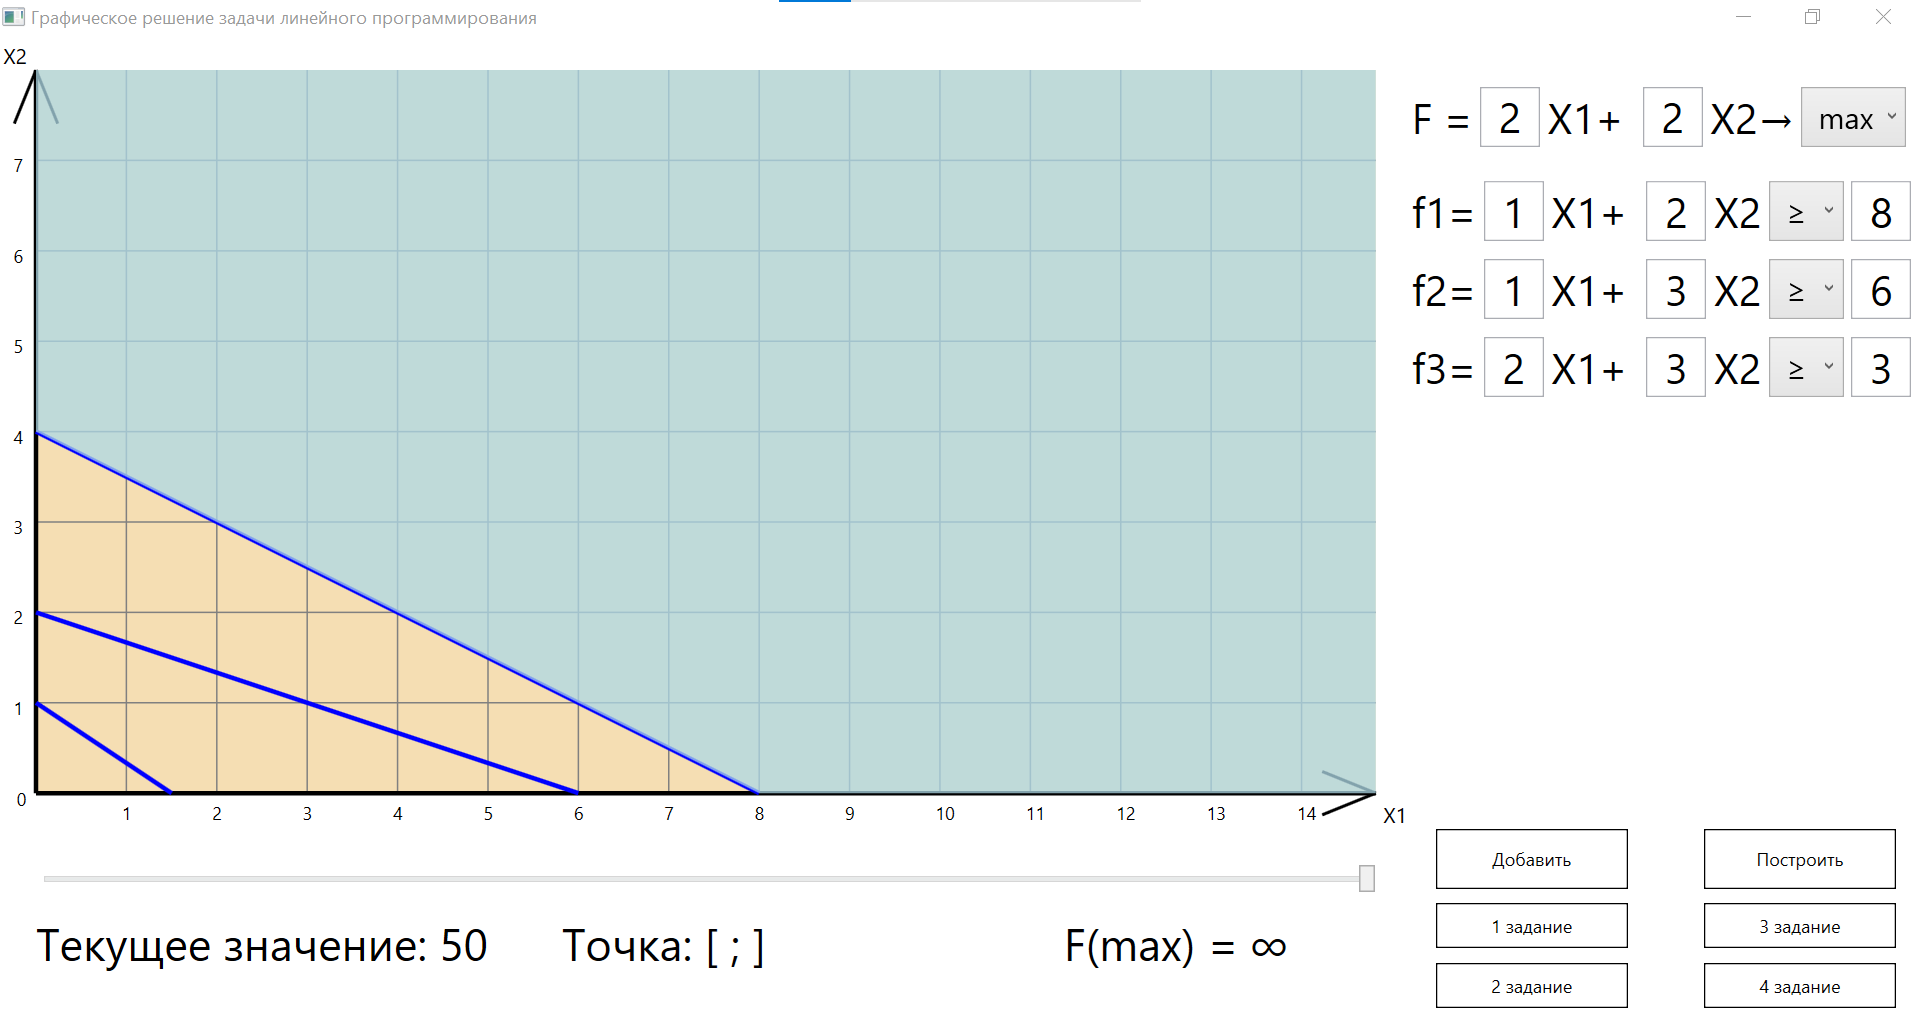 Графическое решение задачи линейного программирования
X2
F = 2 X1+ 2 X2→ max
f1= 1 X1+ 2 X2 ≥ 8
f2= 1 X1+ 3 X2 ≥ 6
f3= 2 X1+ 3 X2 ≥ 3
7
6
5
4
3
2
1
0
1 2 3 4 5 6 7 8 9 10 11 12 13 14 X1
Добавить Построить
1 задание 3 задание
2 задание 4 задание
Текущее значение: 50 Точка: [ ; ] F(max) = ∞